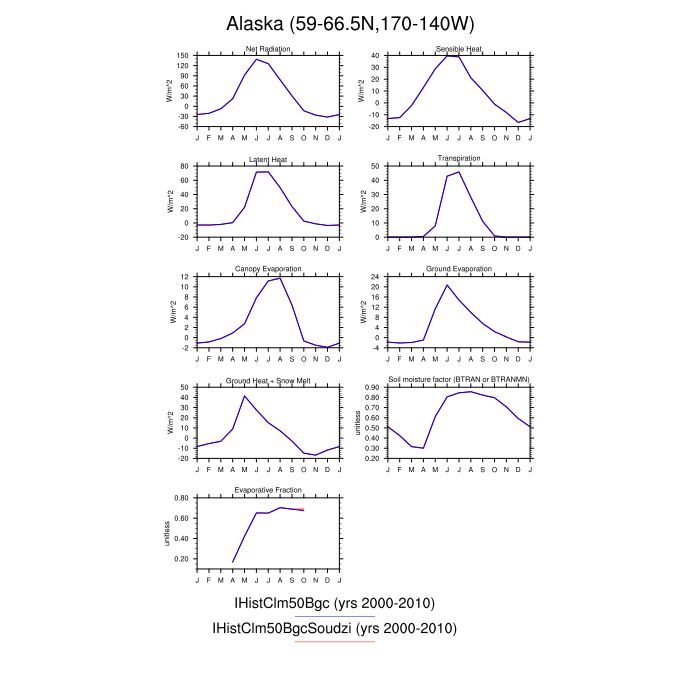 Alaska (59-66.5N,170-140W)
Net Radiation
W/m^2
150
120
90
60
30
0
-30
-60
J F M A M J J A S O N D J
Sensible Heat
W/m^2
40
30
20
10
0
-10
-20
J F M A M J J A S O N D J
Latent Heat
W/m^2
80
60
40
20
0
-20
J F M A M J J A S O N D J
Transpiration
W/m^2
50
40
30
20
10
0
J F M A M J J A S O N D J
Canopy Evaporation
W/m^2
12
10
8
6
4
2
0
-2
J F M A M J J A S O N D J
Ground Evaporation
W/m^2
24
20
16
12
8
4
0
-4
J F M A M J J A S O N D J
Ground Heat + Snow Melt
W/m^2
50
40
30
20
10
0
-10
-20
J F M A M J J A S O N D J
Soil moisture factor (BTRAN or BTRANMN)
unitless
0.90
0.80
0.70
0.60
0.50
0.40
0.30
0.20
J F M A M J J A S O N D J
Evaporative Fraction
unitless
0.80
0.60
0.40
0.20
J F M A M J J A S O N D J
IHistClm50Bgc (yrs 2000-2010)
IHistClm50BgcSoudzi (yrs 2000-2010)